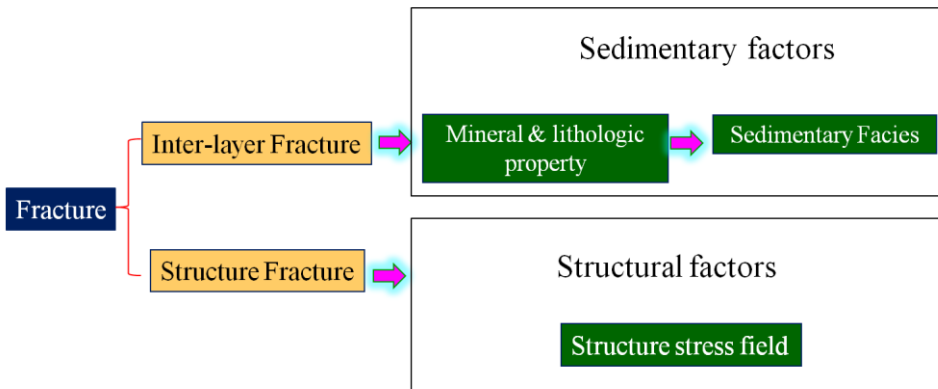 Sedimentary factors
Inter-layer Fracture
Mineral & lithologic
property
Sedimentary Facies
Fracture
Structure Fracture
Structural factors
Structure stress field